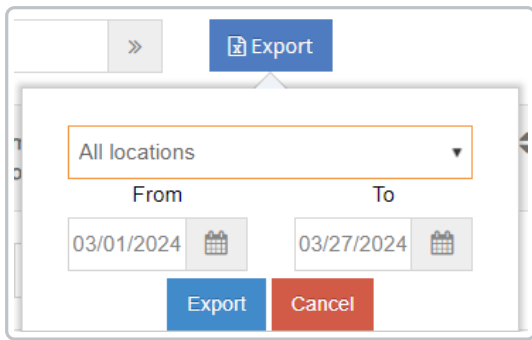 » Export
All locations
From To
03/01/2024 03/27/2024
Export Cancel